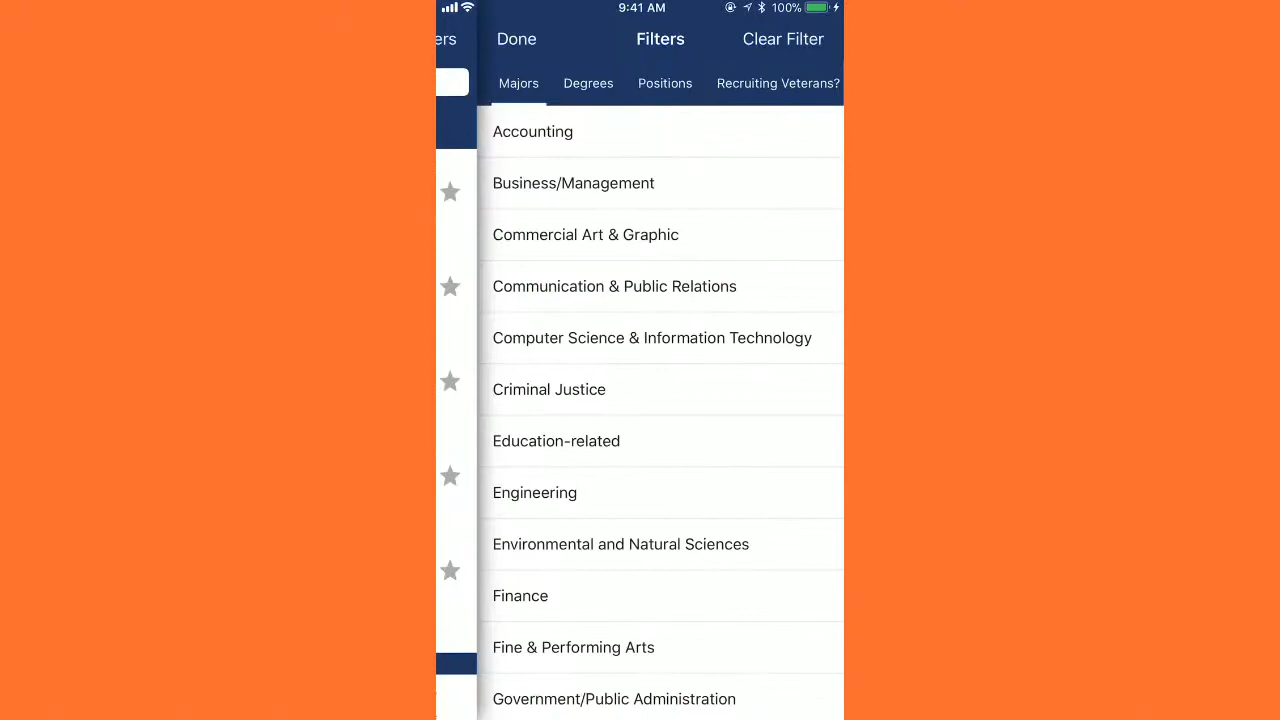 9:41 AM
100%
ers
Done
Filters
Clear Filter
Majors
Degrees
Positions
Recruiting Veterans?
Accounting
Business/Management
Commercial Art & Graphic
Communication & Public Relations
Computer Science & Information Technology
Criminal Justice
Education-related
Engineering
Environmental and Natural Sciences
Finance
Fine & Performing Arts
Government/Public Administration